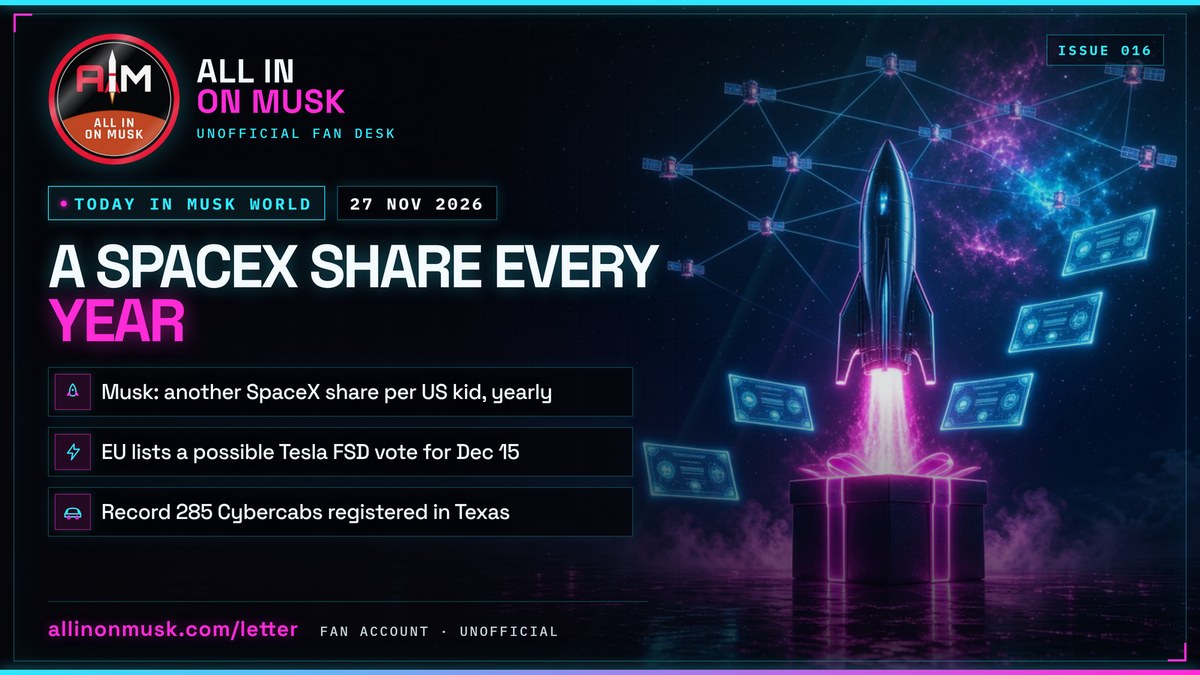 AiM
ALL IN
ON MUSK
ALL IN
ON MUSK
UNOFFICIAL FAN DESK
ISSUE 016
TODAY IN MUSK WORLD
27 NOV 2026
A SPACEX SHARE EVERY
YEAR
Musk: another SpaceX share per US kid, yearly
EU lists a possible Tesla FSD vote for Dec 15
Record 285 Cybercabs registered in Texas
allinonmusk.com/letter
FAN ACCOUNT · UNOFFICIAL